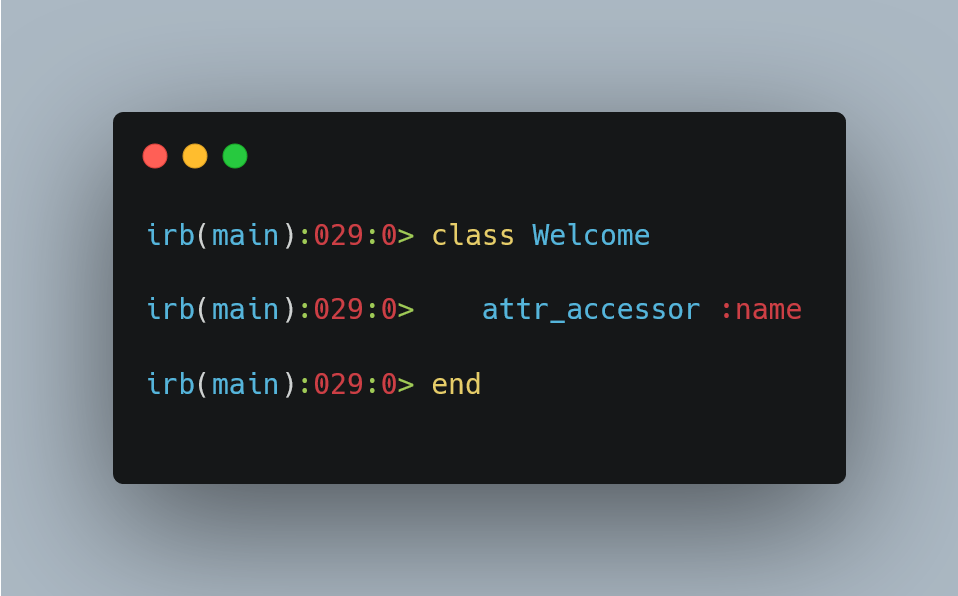 irb(main):029:0> class Welcome
irb(main):029:0>    attr_accessor :name
irb(main):029:0> end